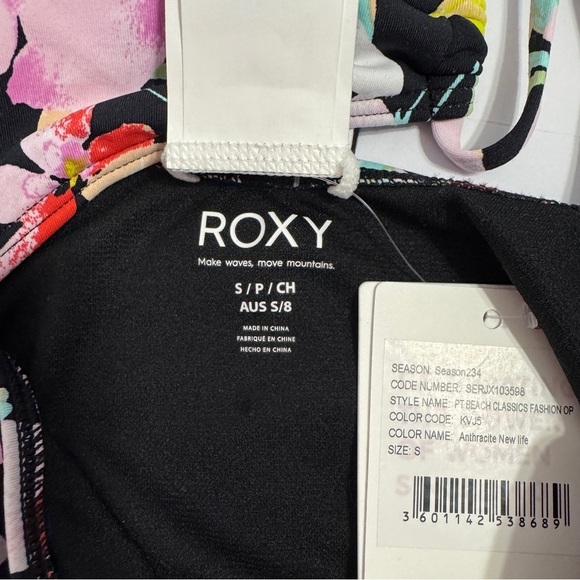 ROXY
Make waves, move mountains.
S / P / CH
AUS S/8
MADE IN CHINA
FABRIQUÉ EN CHINE
HECHO EN CHINA
SEASON: Season234
CODE NUMBER: SERJX103598
STYLE NAME: PT BEACH CLASSICS FASHION OP
COLOR CODE: KVJ5
COLOR NAME: Anthracite New life
SIZE: S
WOMEN
3 601142 538689